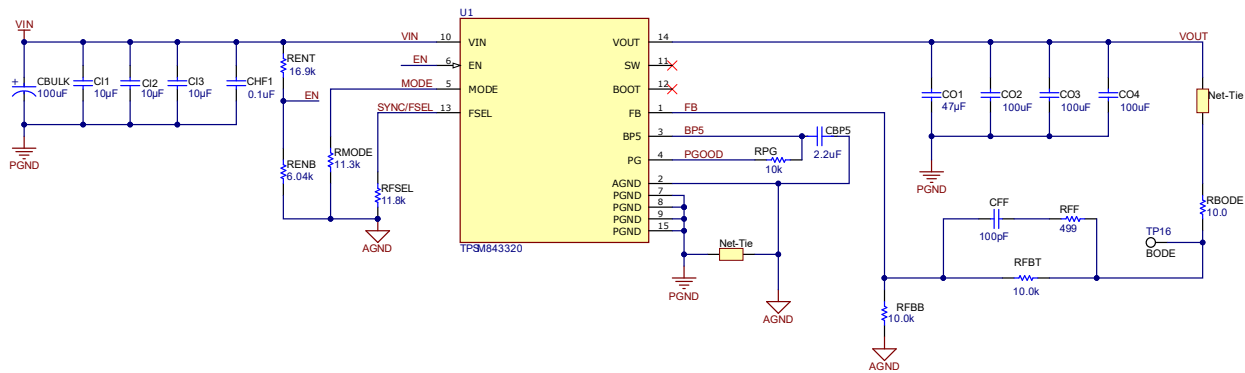 VIN
+
CBULK
100uF
CI1
10µF
CI2
10µF
CI3
10µF
CHF1
0.1uF
PGND
RENT
16.9k
EN
RENB
6.04k
RMODE
11.3k
RFSEL
11.8k
AGND
VIN
EN
MODE
SYNC/FSEL
U1
10 VIN
6 EN
5 MODE
13 FSEL
VOUT 14
SW 11
BOOT 12
FB 1
BP5 3
PG 4
AGND 2
PGND 7
PGND 8
PGND 9
PGND 15
TPSM843320
FB
BP5
PGOOD
RPG
10k
CBP5
2.2uF
Net-Tie
PGND
AGND
VOUT
CO1
47µF
CO2
100uF
CO3
100uF
CO4
100uF
PGND
Net-Tie
RBODE
10.0
TP16
BODE
CFF
100pF
RFF
499
RFBT
10.0k
RFBB
10.0k
AGND